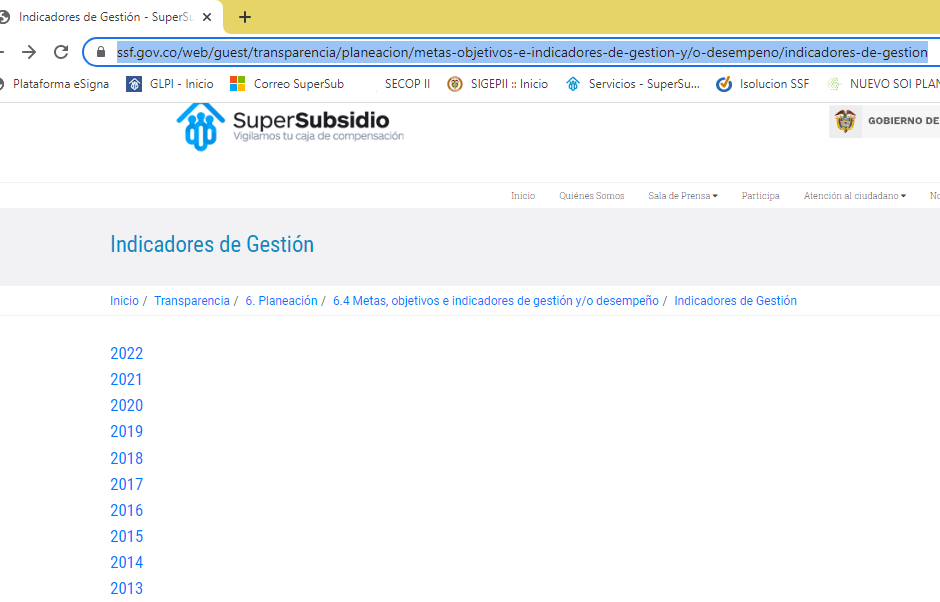 Indicadores de Gestión - SuperSu
ssf.gov.co/web/guest/transparencia/planeacion/metas-objetivos-e-indicadores-de-gestion-y/o-desempeno/indicadores-de-gestion
Plataforma eSigna GLPI - Inicio Correo SuperSub SECOP II SIGEPII :: Inicio Servicios - SuperSu... Isolucion SSF NUEVO SOI PLAN
SuperSubsidio
Vigilamos tu caja de compensación
GOBIERNO DE
Inicio Quiénes Somos Sala de Prensa Participa Atención al ciudadano No
Indicadores de Gestión
Inicio / Transparencia / 6. Planeación / 6.4 Metas, objetivos e indicadores de gestión y/o desempeño / Indicadores de Gestión
2022
2021
2020
2019
2018
2017
2016
2015
2014
2013